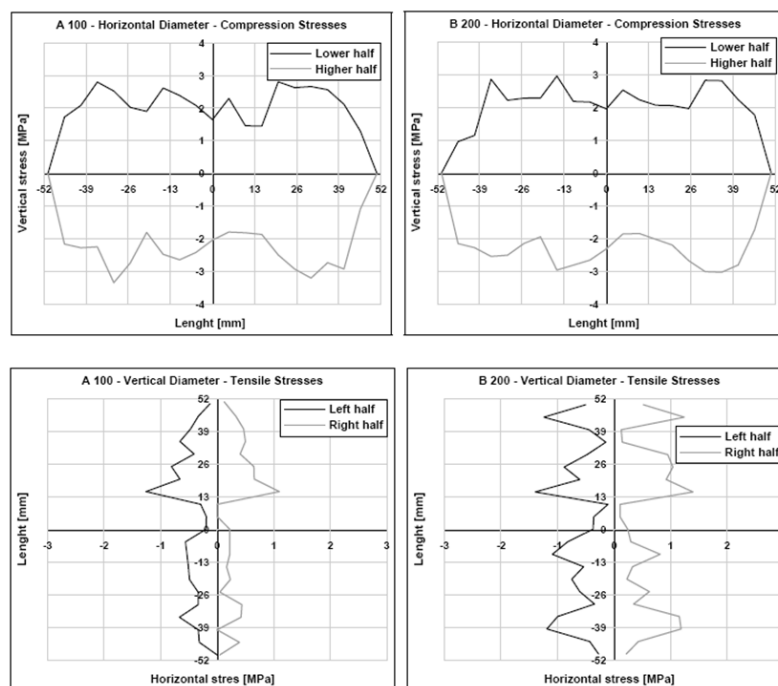 A 100 - Horizontal Diameter - Compression Stresses
Lower half
Higher half
Vertical stress [MPa]
4
3
2
1
0
-1
-2
-3
-4
-52 -39 -26 -13 0 13 26 39 52
Lenght [mm]
B 200 - Horizontal Diameter - Compression Stresses
Lower half
Higher half
Vertical stress [MPa]
4
3
2
1
0
-1
-2
-3
-4
-52 -39 -26 -13 0 13 26 39 52
Lenght [mm]
A 100 - Vertical Diameter - Tensile Stresses
Left half
Right half
Lenght [mm]
52
39
26
13
0
-13
-26
-39
-52
-3 -2 -1 0 1 2 3
Horizontal stres [MPa]
B 200 - Vertical Diameter - Tensile Stresses
Left half
Right half
Lenght [mm]
52
39
26
13
0
-13
-26
-39
-52
-3 -2 -1 0 1 2
Horizontal stress [MPa]